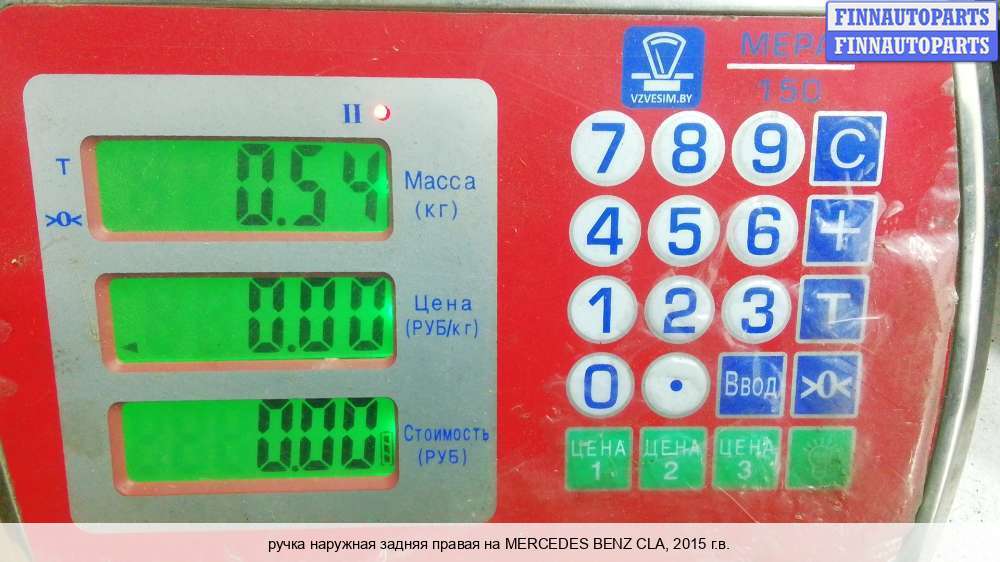 FINNAUTOPARTS
FINNAUTOPARTS
VZVESIM.BY
МЕРА
150
II
T
>0<
0.54
Масса
(кг)
0.00
Цена
(РУБ/кг)
0.00
Стоимость
(РУБ)
7 8 9 C
4 5 6 +
1 2 3 T
0 . Ввод >0<
ЦЕНА 1
ЦЕНА 2
ЦЕНА 3
ручка наружная задняя правая на MERCEDES BENZ CLA, 2015 г.в.